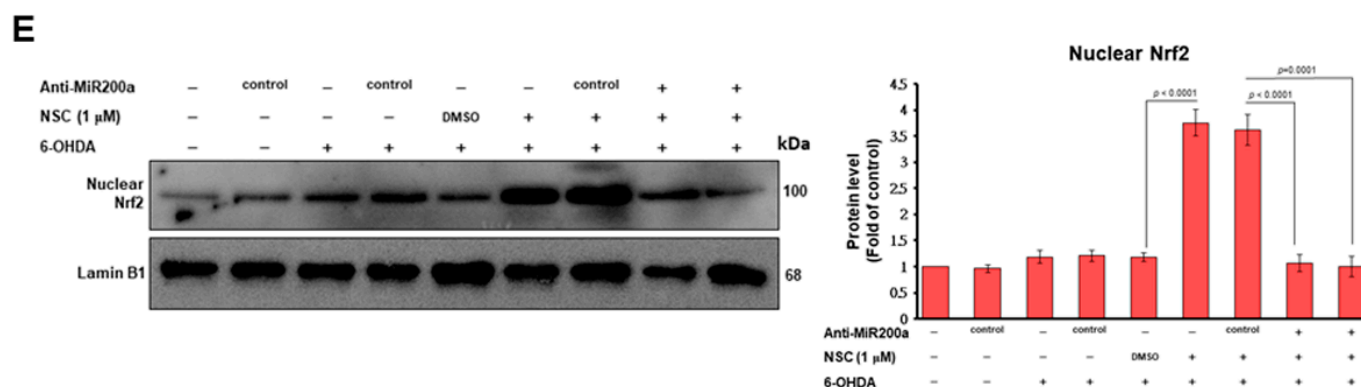 E
Anti-MiR200a – control – control – – control + +
NSC (1 µM) – – – – DMSO + + + +
6-OHDA – – + + + + + + +
kDa
Nuclear
Nrf2
100
Lamin B1
68
Nuclear Nrf2
Protein level
(Fold of control)
4.5
4
3.5
3
2.5
2
1.5
1
0.5
0
p < 0.0001
p < 0.0001
p=0.0001
Anti-MiR200a – control – control – – control + +
NSC (1 µM) – – – – DMSO + + + +
6-OHDA – – + + + + + + +